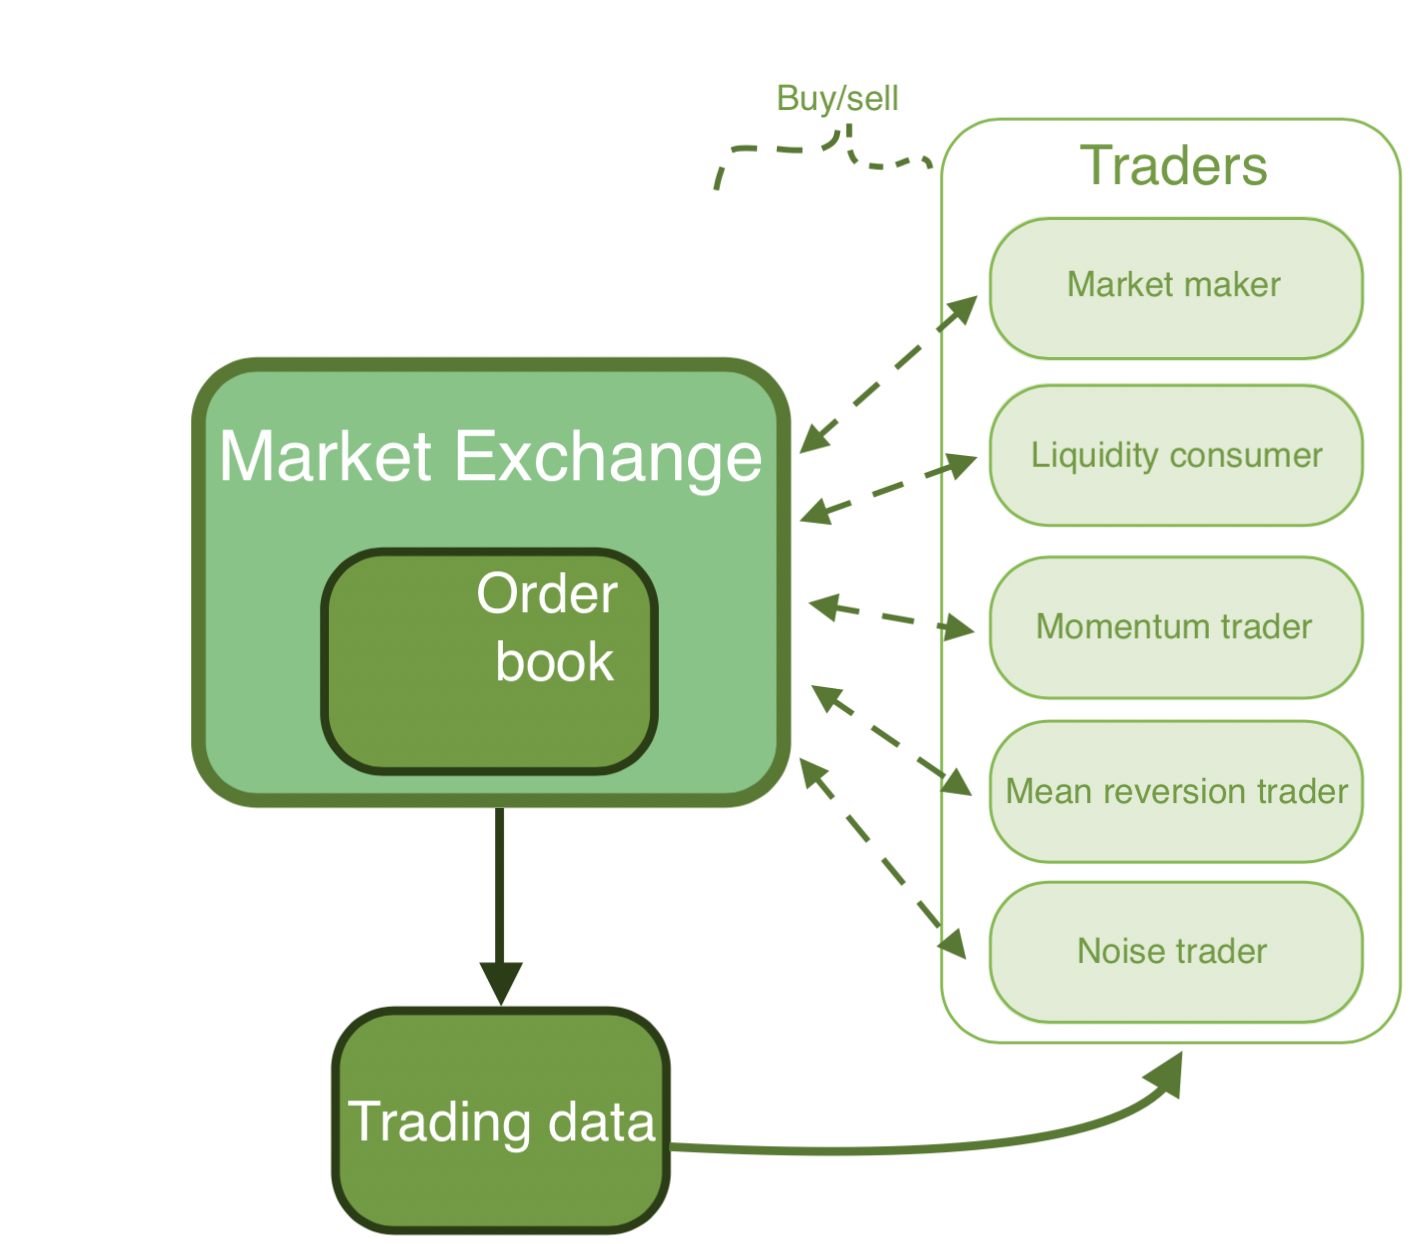 Buy/sell
Traders
Market maker
Liquidity consumer
Momentum trader
Mean reversion trader
Noise trader
Market Exchange
Order
book
Trading data